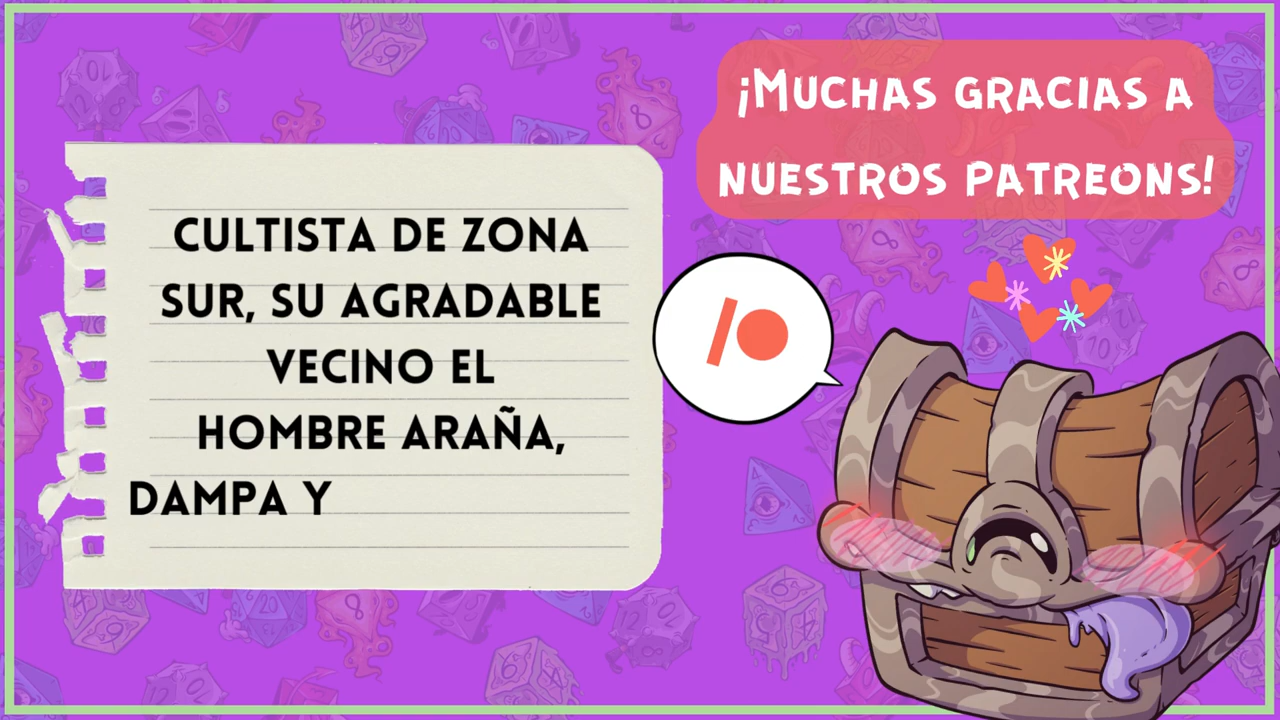 ¡MUCHAS GRACIAS A
NUESTROS PATREONS!
CULTISTA DE ZONA
SUR, SU AGRADABLE
VECINO EL
HOMBRE ARAÑA,
DAMPA Y